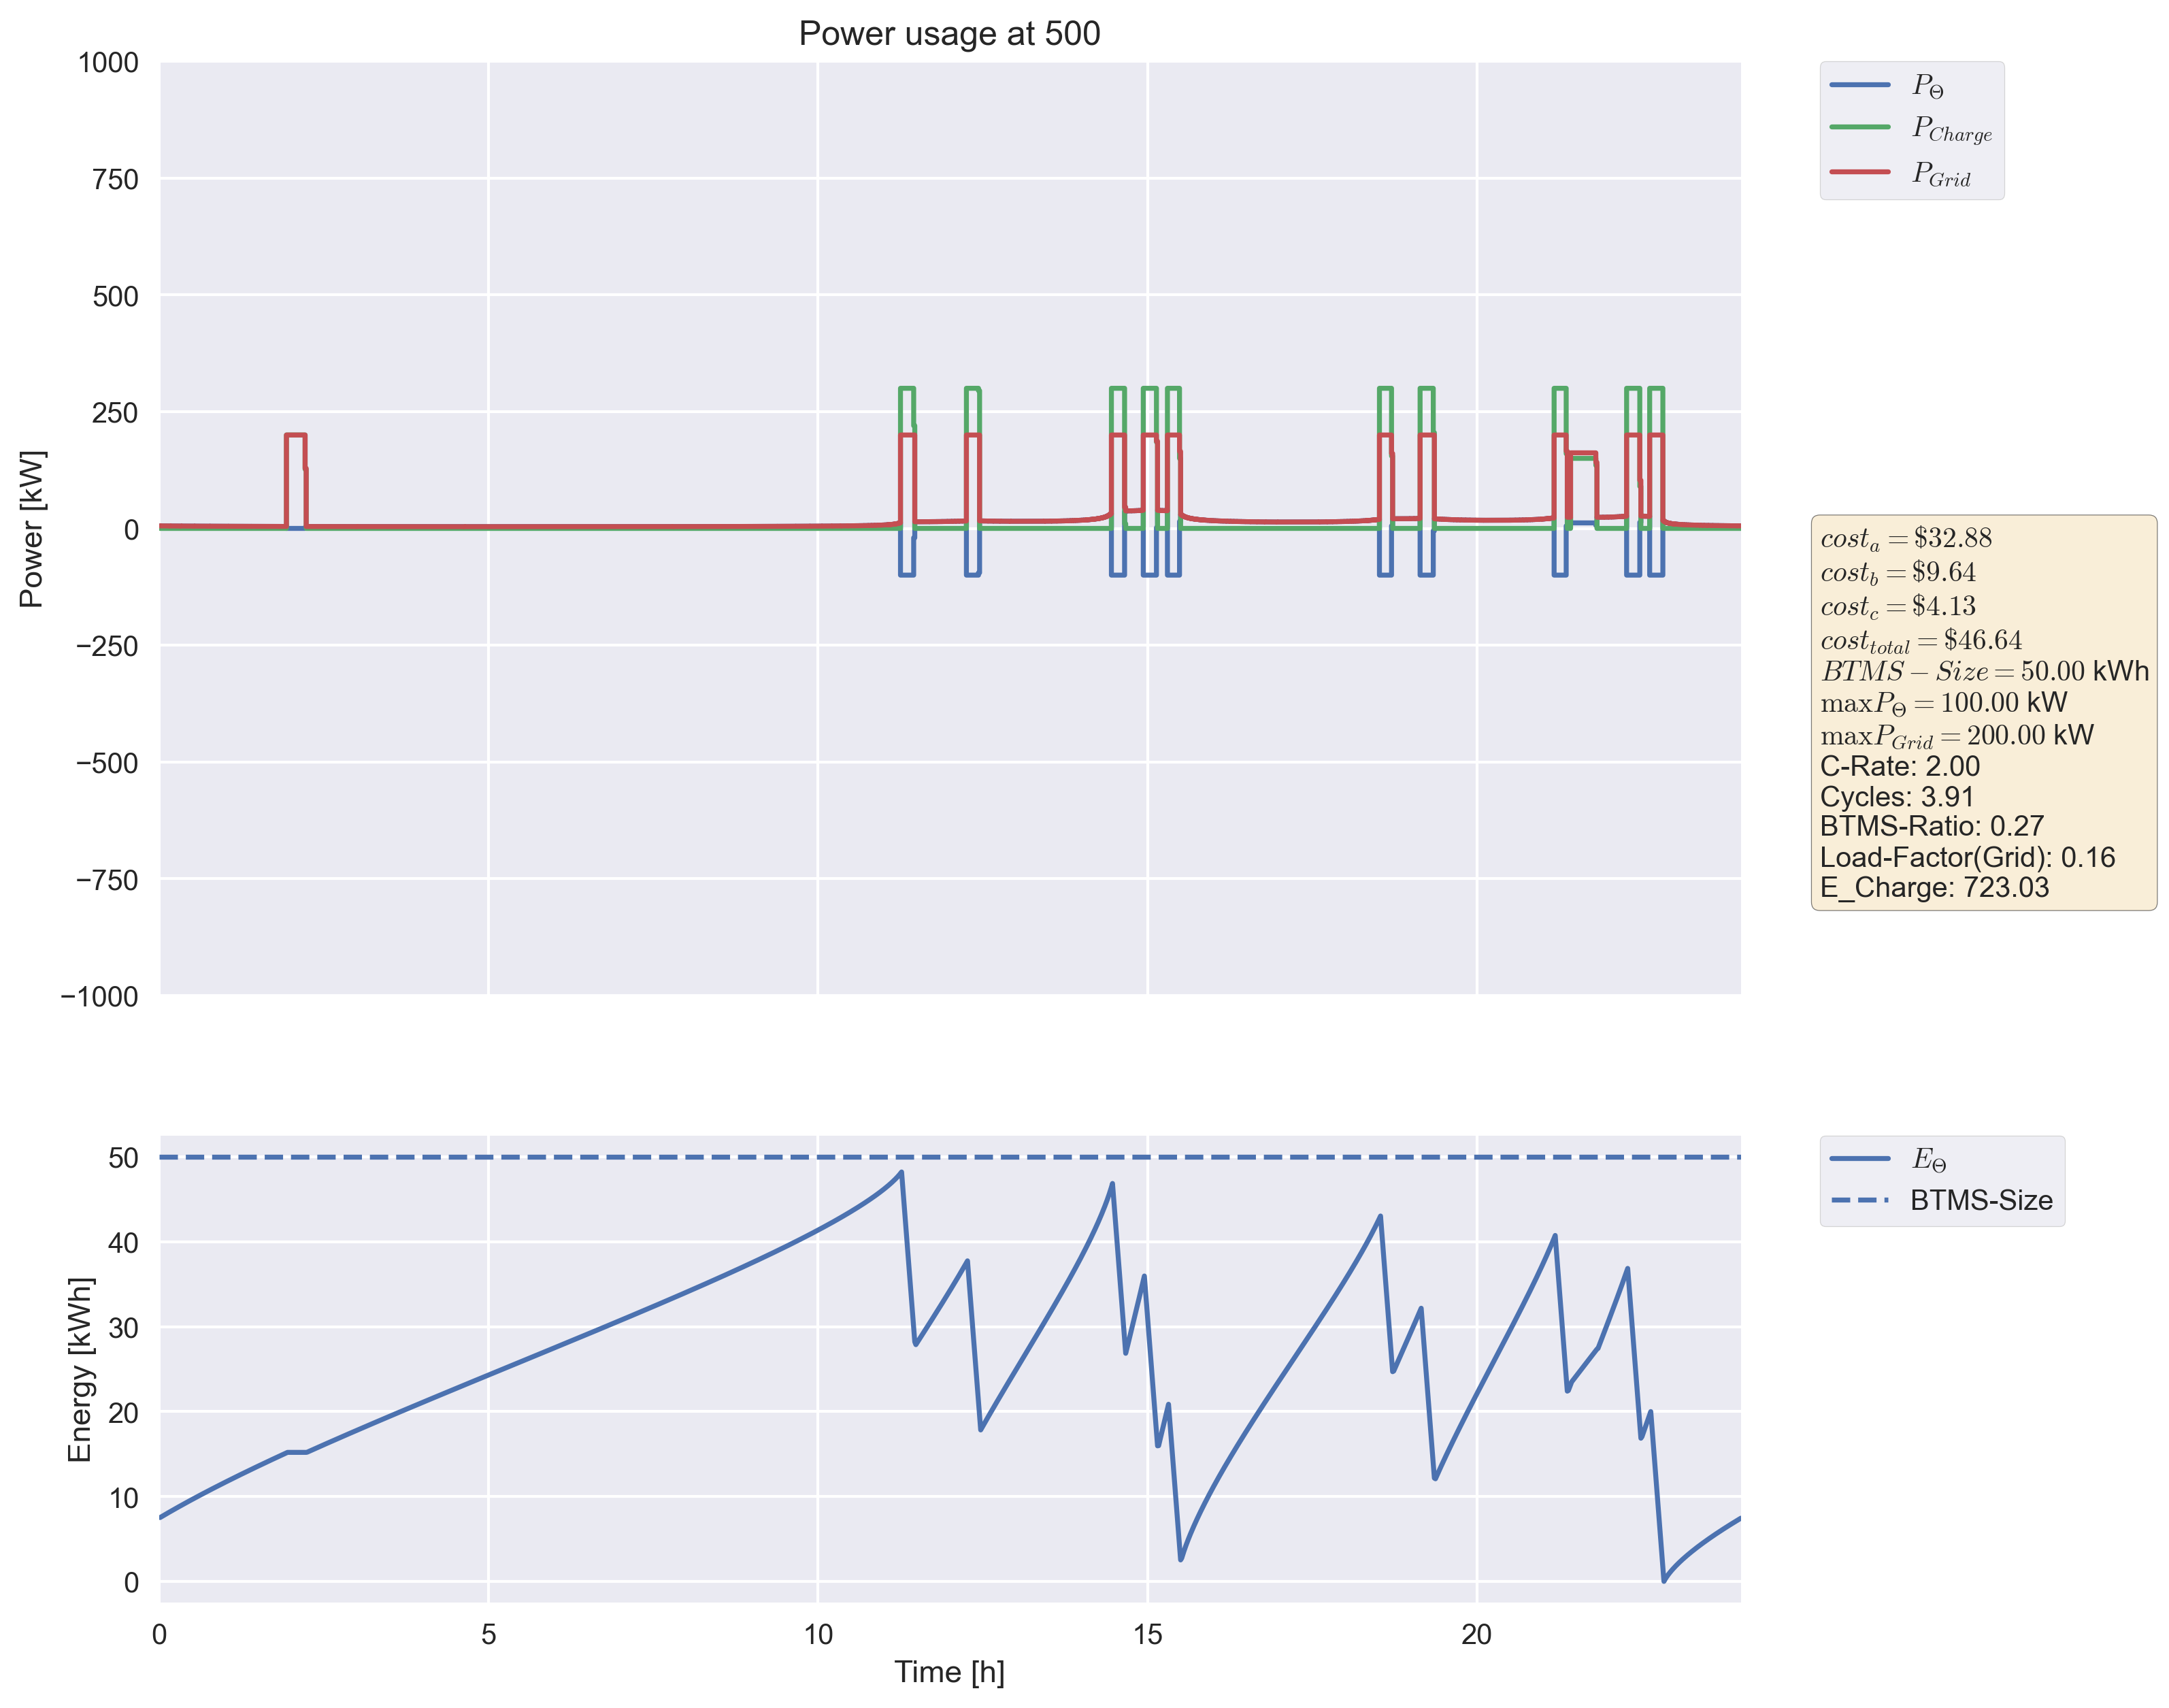 Power usage at 500
1000
750
500
250
0
−250
−500
−750
−1000
Power [kW]
P_Θ
P_Charge
P_Grid
cost_a = $32.88
cost_b = $9.64
cost_c = $4.13
cost_total = $46.64
BTMS − Size = 50.00 kWh
maxP_Θ = 100.00 kW
maxP_Grid = 200.00 kW
C-Rate: 2.00
Cycles: 3.91
BTMS-Ratio: 0.27
Load-Factor(Grid): 0.16
E_Charge: 723.03
50
40
30
20
10
0
Energy [kWh]
E_Θ
BTMS-Size
0 5 10 15 20
Time [h]